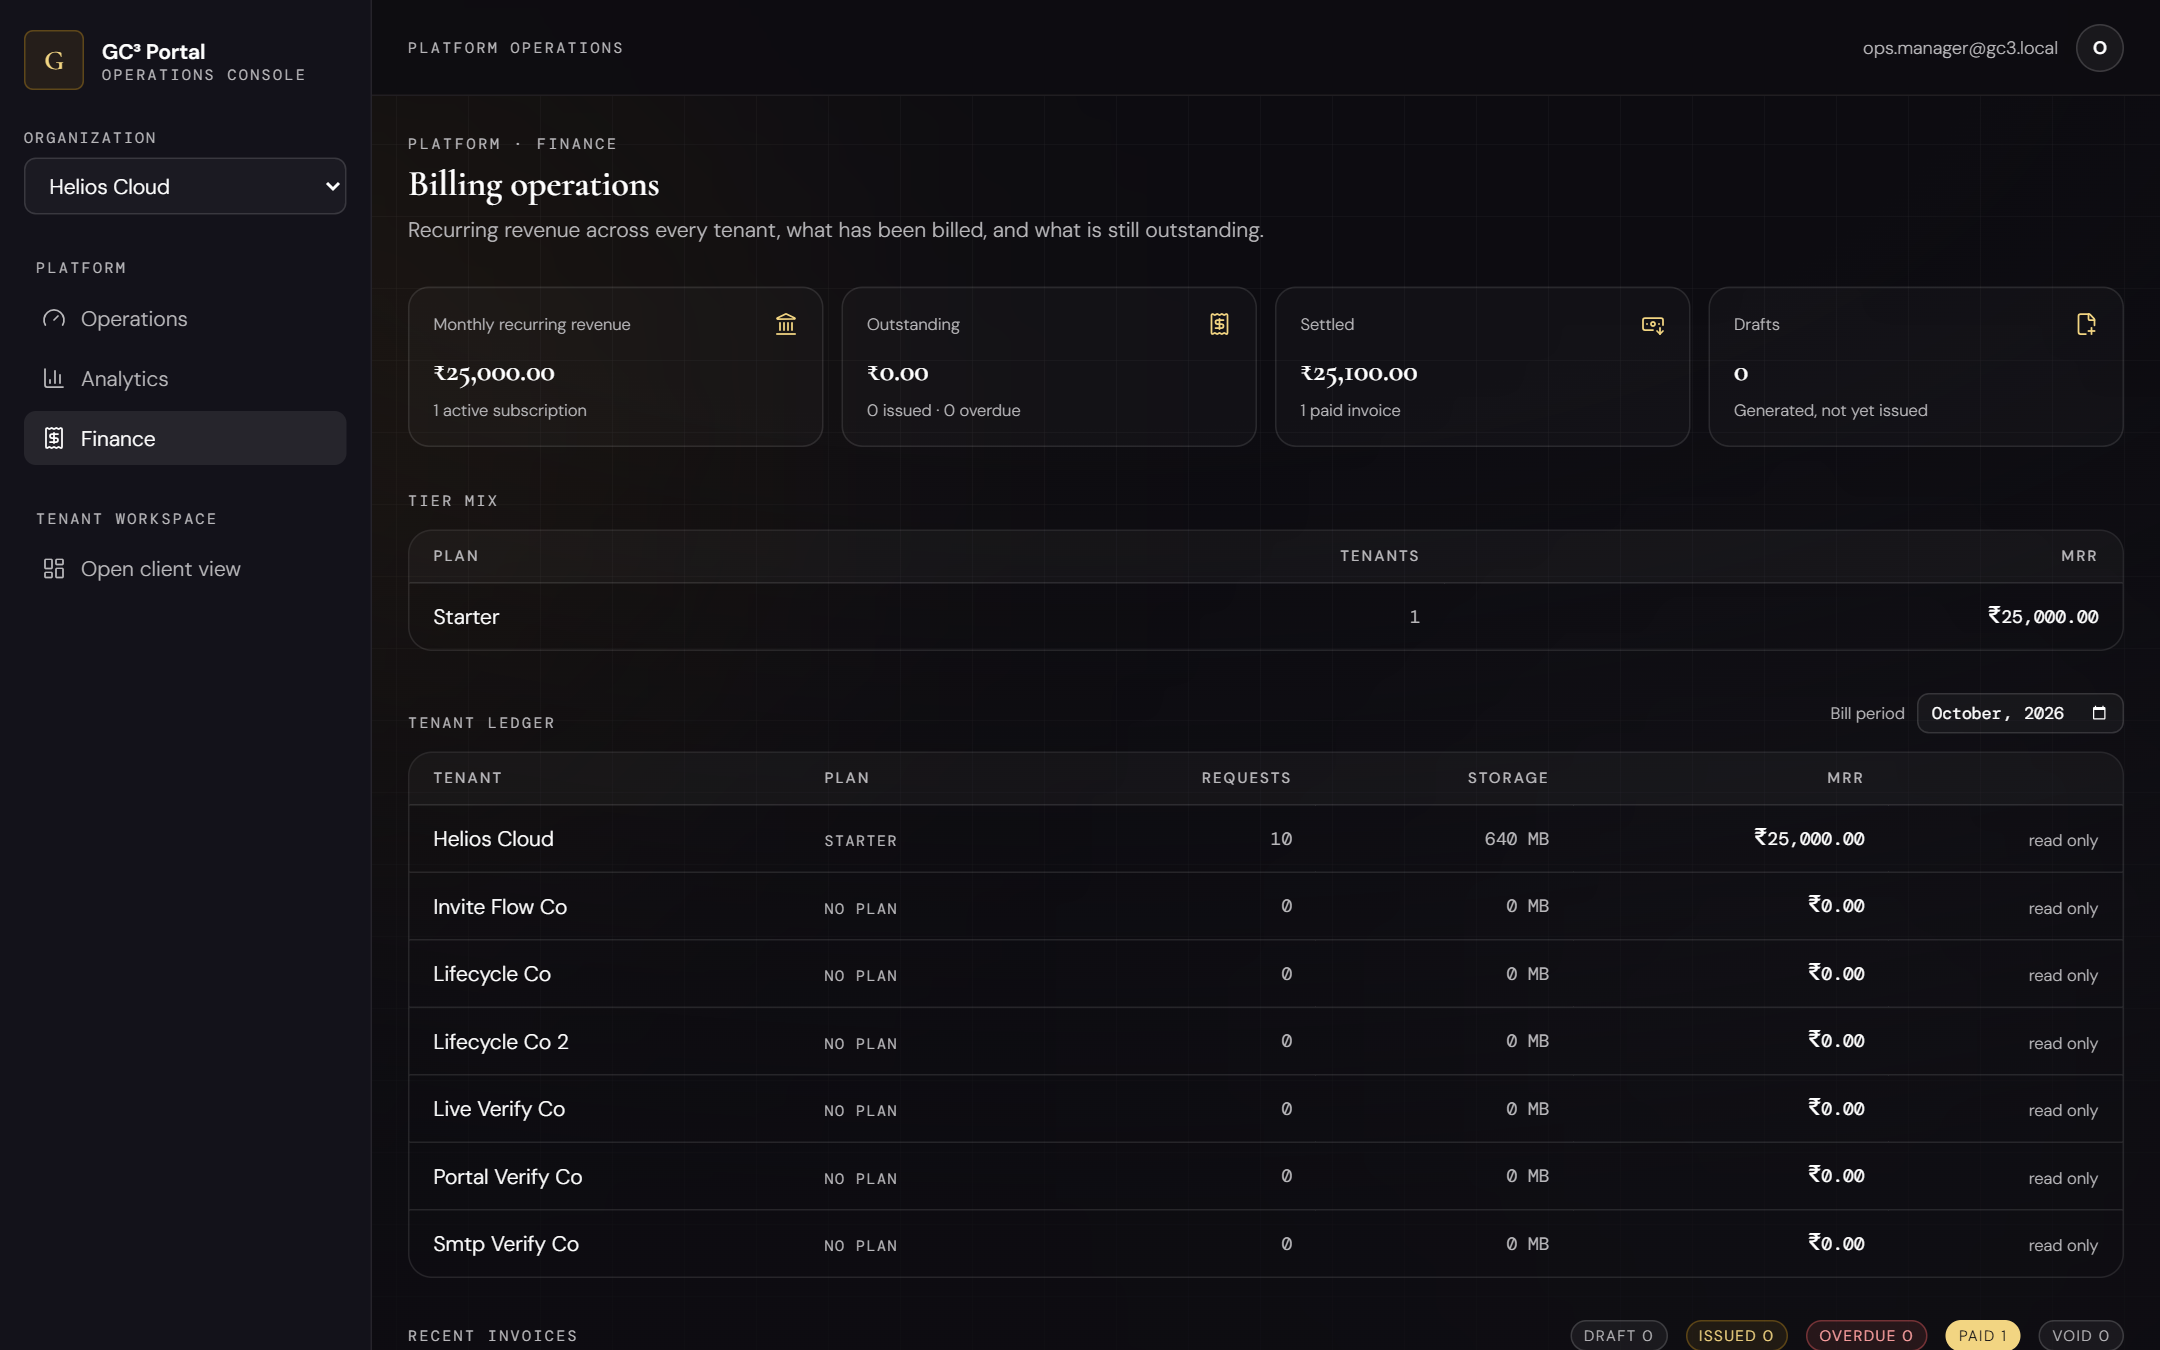 G
GC³ Portal
OPERATIONS CONSOLE
ORGANIZATION
Helios Cloud
PLATFORM
Operations
Analytics
Finance
TENANT WORKSPACE
Open client view
PLATFORM OPERATIONS
ops.manager@gc3.local
O
PLATFORM · FINANCE
Billing operations
Recurring revenue across every tenant, what has been billed, and what is still outstanding.
Monthly recurring revenue
₹25,000.00
1 active subscription
Outstanding
₹0.00
0 issued · 0 overdue
Settled
₹25,100.00
1 paid invoice
Drafts
0
Generated, not yet issued
TIER MIX
PLAN TENANTS MRR
Starter 1 ₹25,000.00
TENANT LEDGER
Bill period October, 2026
TENANT PLAN REQUESTS STORAGE MRR
Helios Cloud STARTER 10 640 MB ₹25,000.00 read only
Invite Flow Co NO PLAN 0 0 MB ₹0.00 read only
Lifecycle Co NO PLAN 0 0 MB ₹0.00 read only
Lifecycle Co 2 NO PLAN 0 0 MB ₹0.00 read only
Live Verify Co NO PLAN 0 0 MB ₹0.00 read only
Portal Verify Co NO PLAN 0 0 MB ₹0.00 read only
Smtp Verify Co NO PLAN 0 0 MB ₹0.00 read only
RECENT INVOICES
DRAFT 0 ISSUED 0 OVERDUE 0 PAID 1 VOID 0